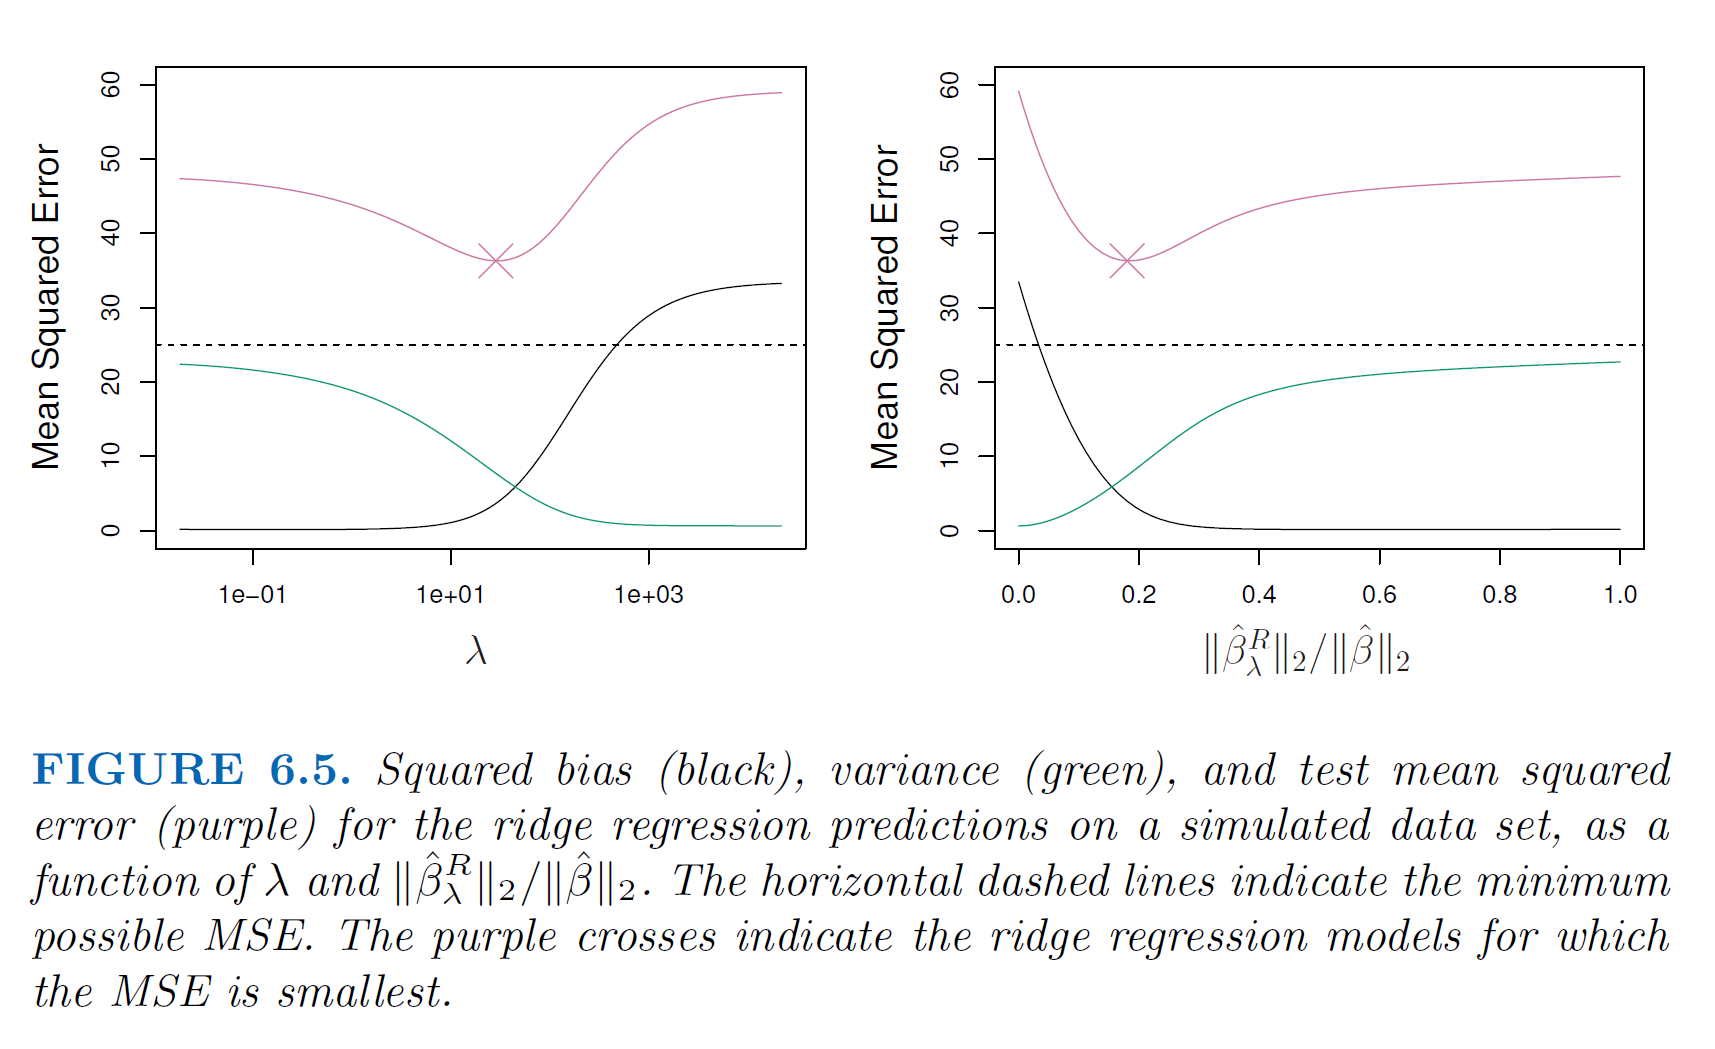 60
50
40
30
20
10
0
Mean Squared Error
1e−01 1e+01 1e+03
λ
60
50
40
30
20
10
0
Mean Squared Error
0.0 0.2 0.4 0.6 0.8 1.0
‖β̂ᴿλ‖₂/‖β̂‖₂
FIGURE 6.5. Squared bias (black), variance (green), and test mean squared
error (purple) for the ridge regression predictions on a simulated data set, as a
function of λ and ‖β̂ᴿλ‖₂/‖β̂‖₂. The horizontal dashed lines indicate the minimum
possible MSE. The purple crosses indicate the ridge regression models for which
the MSE is smallest.